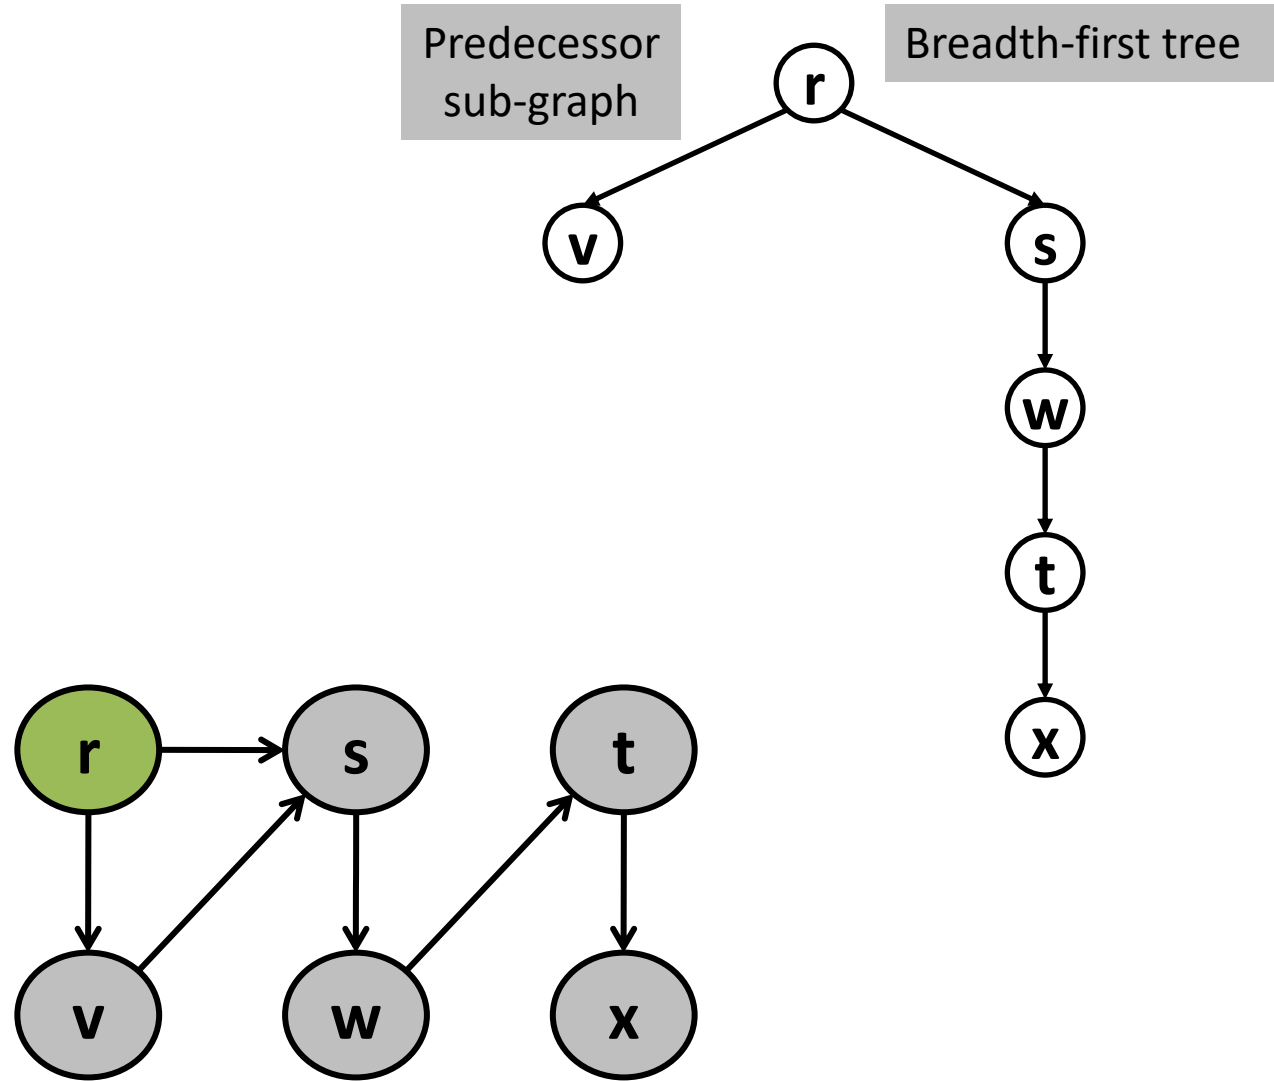 Predecessor
sub-graph
Breadth-first tree
r
v
s
w
t
x
r
s
t
v
w
x